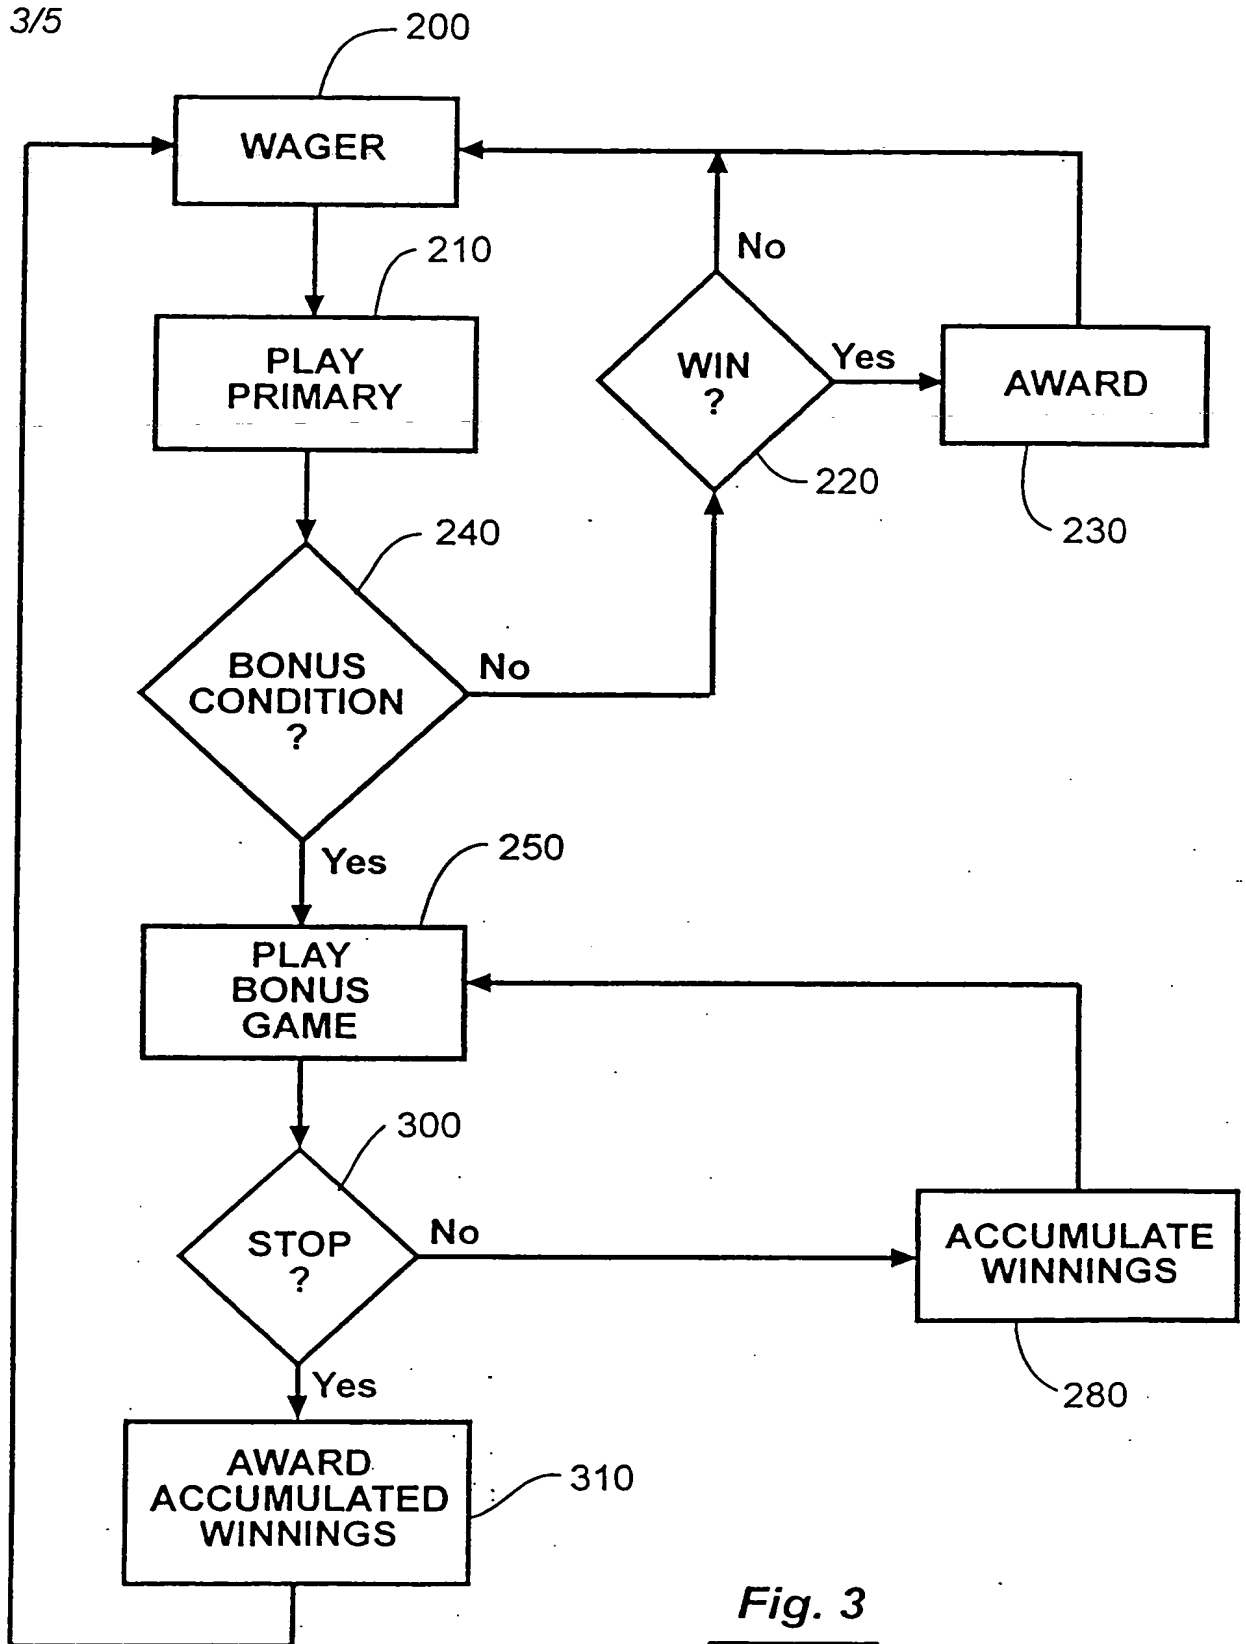 3/5
200
WAGER
210
No
PLAY
PRIMARY
WIN
?
Yes
AWARD
220
230
240
BONUS
CONDITION
?
No
Yes
250
PLAY
BONUS
GAME
300
STOP
?
No
ACCUMULATE
WINNINGS
280
Yes
AWARD
ACCUMULATED
WINNINGS
310
Fig. 3